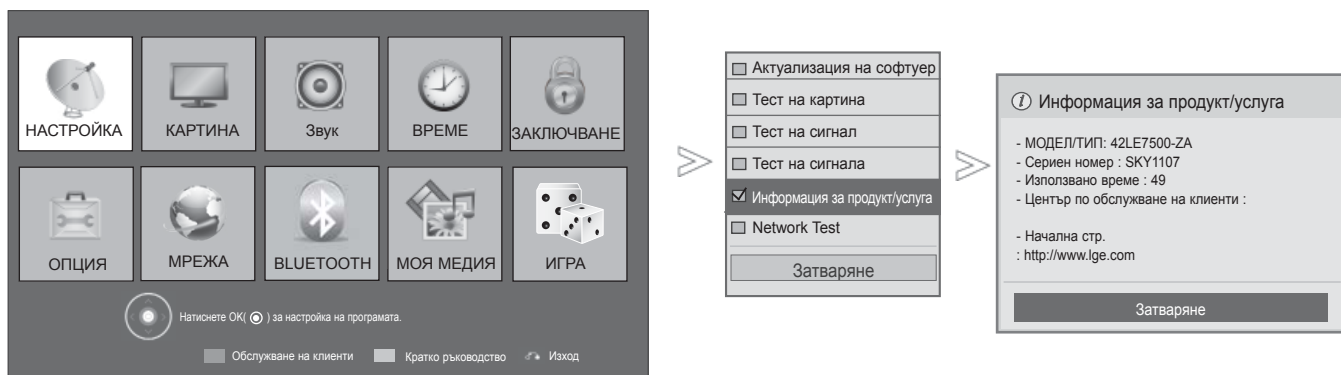 НАСТРОЙКА
КАРТИНА
Звук
ВРЕМЕ
ЗАКЛЮЧВАНЕ
ОПЦИЯ
МРЕЖА
BLUETOOTH
МОЯ МЕДИЯ
ИГРА
Натиснете OK( ) за настройка на програмата.
Обслужване на клиенти Кратко ръководство Изход
Актуализация на софтуер
Тест на картина
Тест на сигнал
Тест на сигнала
Информация за продукт/услуга
Network Test
Затваряне
Информация за продукт/услуга
- МОДЕЛ/ТИП: 42LE7500-ZA
- Сериен номер : SKY1107
- Използвано време : 49
- Център по обслужване на клиенти :
- Начална стр.
: http://www.lge.com
Затваряне